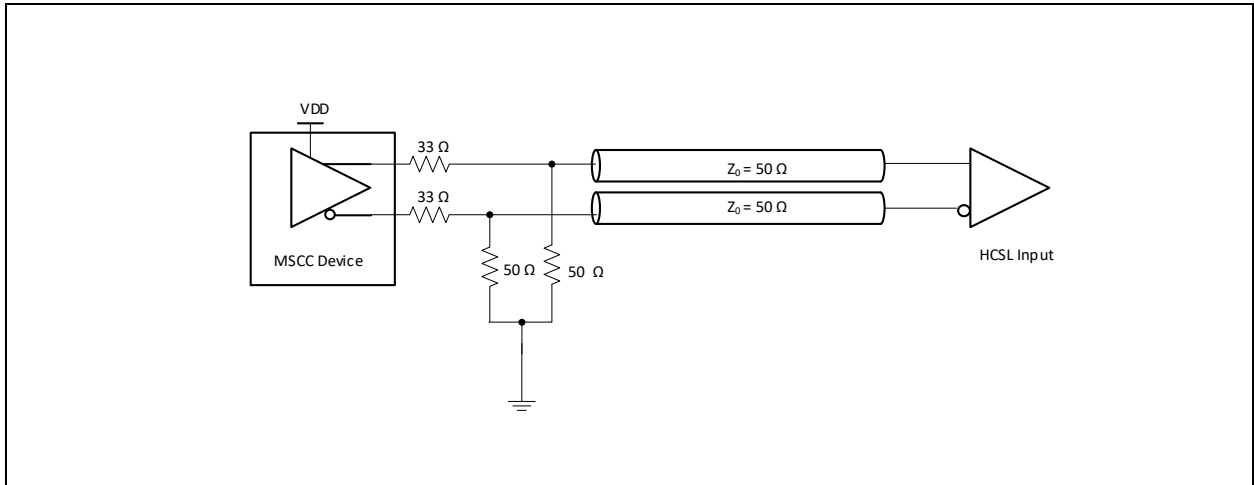 VDD
33 Ω
33 Ω
Z₀ = 50 Ω
Z₀ = 50 Ω
MSCC Device
50 Ω
50 Ω
HCSL Input